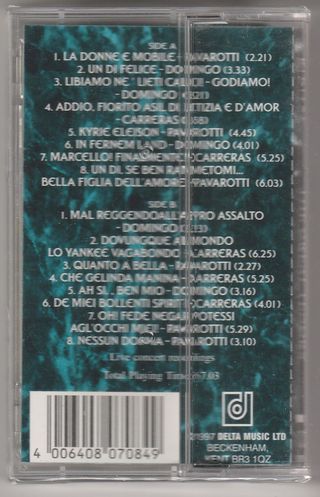 SIDE A
1. LA DONNE E MOBILE - PAVAROTTI (2.21)
2. UN DI FELICE - DOMINGO (3.33)
3. LIBIAMO NE' LIETI CALICI - GODIAMO!
- DOMINGO
4. ADDIO, FIORITO ASIL DI LETIZIA E D'AMOR
- CARRERAS
5. KYRIE ELEISON - PAVAROTTI (4.45)
6. IN FERNEM LAND - DOMINGO (4.01)
7. MARCELLO! FINALMENTE! - CARRERAS (5.25)
8. UN DI, SE BEN RAMMETOMI...
BELLA FIGLIA DELL'AMORE - PAVAROTTI (6.03)
SIDE B
1. MAL REGGENDO ALL'ASPRO ASSALTO
- DOMINGO
2. DOVUNQUE AL MONDO
LO YANKEE VAGABONDO - CARRERAS (6.25)
3. QUANTO A BELLA - PAVAROTTI (2.27)
4. CHE GELINDA MANINA - CARRERAS (5.25)
5. AH SI... BEN MIO - DOMINGO (3.16)
6. DE MIEI BOLLENTI SPIRITI - CARRERAS (4.01)
7. OH! FEDE NEGAR POTESSI
AGL'OCCHI MIEI! - PAVAROTTI (5.29)
8. NESSUN DORMA - PAVAROTTI (3.10)
Live concert recordings
Total Playing Time: 67.03
4 006408 070849
d
©1997 DELTA MUSIC LTD
BECKENHAM,
KENT BR3 1QZ